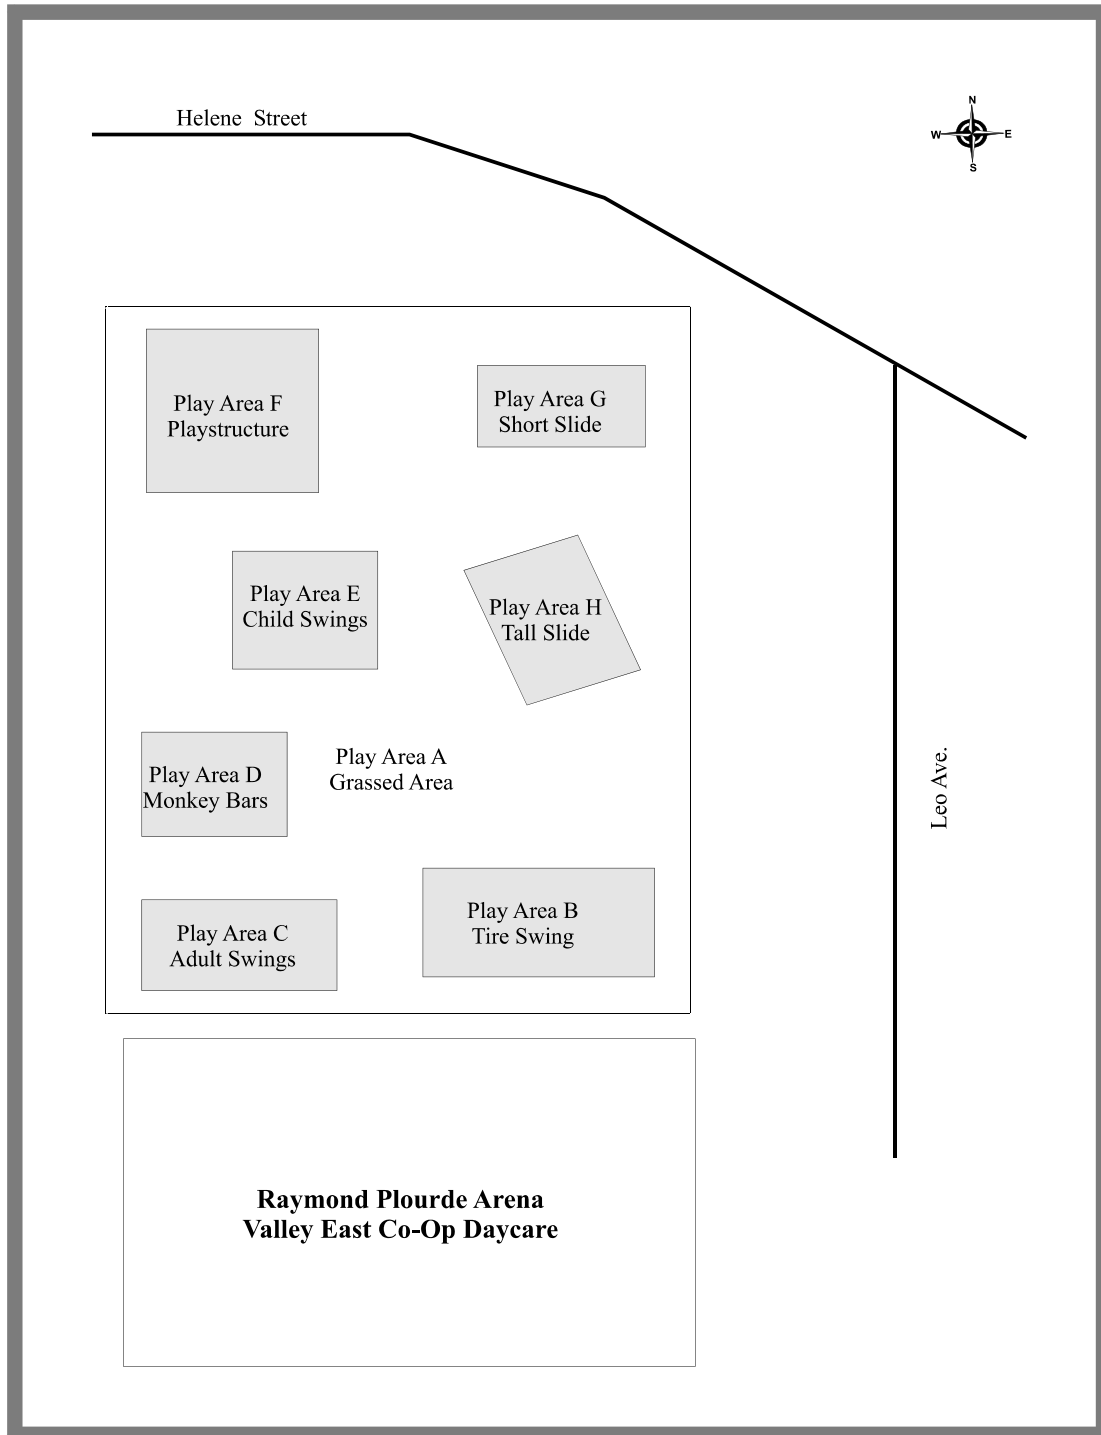 Helene Street
N
W
E
S
Play Area F
Playstructure
Play Area G
Short Slide
Play Area E
Child Swings
Play Area H
Tall Slide
Play Area D
Monkey Bars
Play Area A
Grassed Area
Leo Ave.
Play Area C
Adult Swings
Play Area B
Tire Swing
Raymond Plourde Arena
Valley East Co-Op Daycare